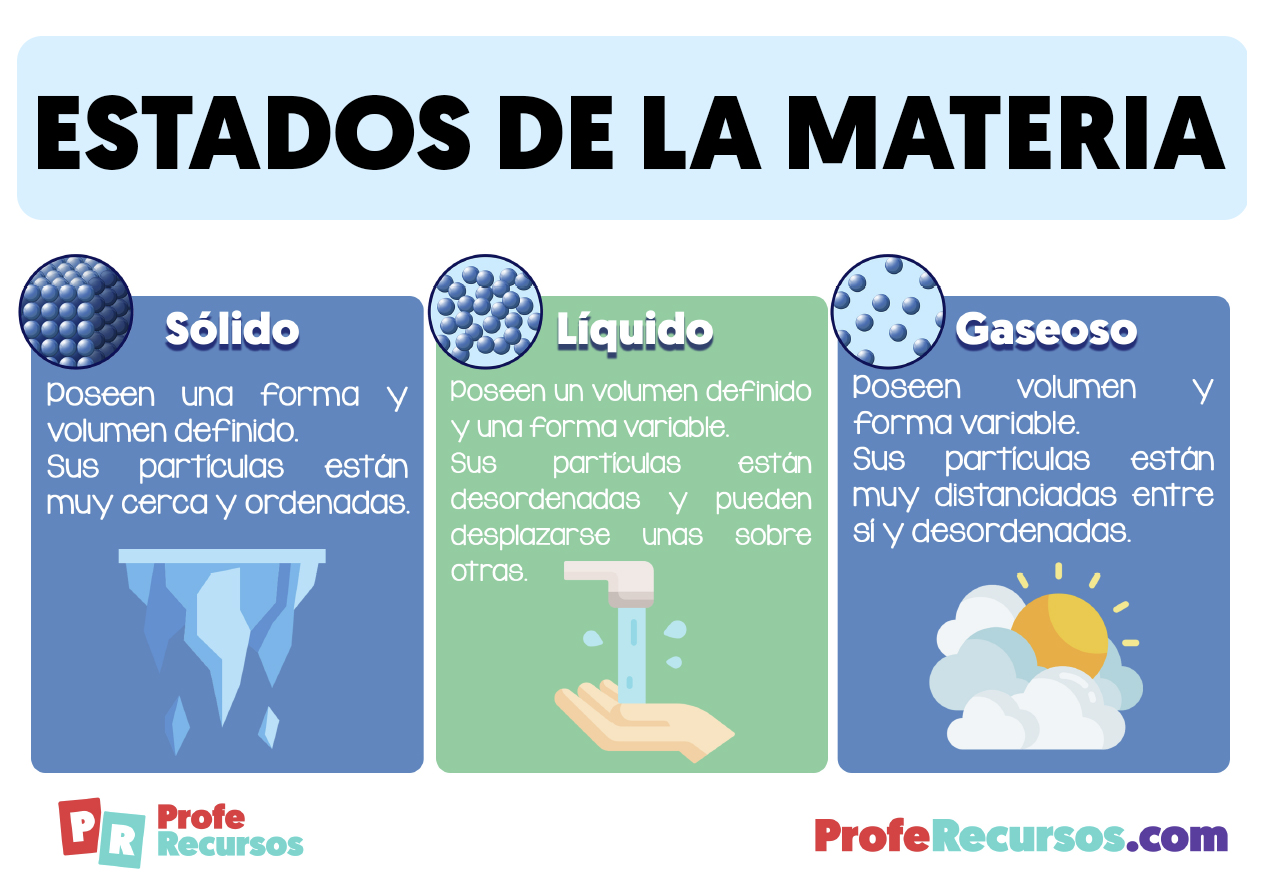 ESTADOS DE LA MATERIA
Sólido
Poseen una forma y
volumen definido.
Sus partículas están
muy cerca y ordenadas.
Líquido
Poseen un volumen definido
y una forma variable.
Sus partículas están
desordenadas y pueden
desplazarse unas sobre
otras.
Gaseoso
Poseen volumen y
forma variable.
Sus partículas están
muy distanciadas entre
sí y desordenadas.
PR
Profe
Recursos
ProfeRecursos.com